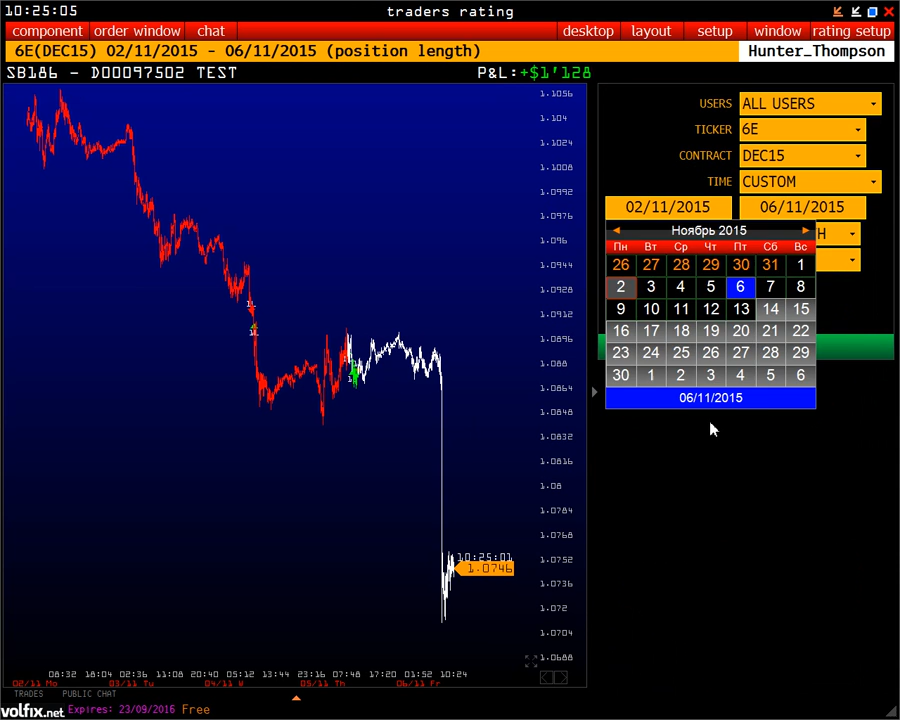 10:25:05
traders rating
component order window chat desktop layout setup window rating setup
6E(DEC15) 02/11/2015 - 06/11/2015 (position length)
Hunter_Thompson
SB186 - D00097502 TEST
P&L:+$1'128
USERS ALL USERS
TICKER 6E
CONTRACT DEC15
TIME CUSTOM
02/11/2015 06/11/2015
H
Ноябрь 2015
Пн Вт Ср Чт Пт Сб Вс
26 27 28 29 30 31 1
2 3 4 5 6 7 8
9 10 11 12 13 14 15
16 17 18 19 20 21 22
23 24 25 26 27 28 29
30 1 2 3 4 5 6
06/11/2015
1.1056
1.104
1.1024
1.1008
1.0992
1.0976
1.096
1.0944
1.0928
1.0912
1.0896
1.088
1.0864
1.0848
1.0832
1.0816
1.08
1.0784
1.0768
1.0752
1.0736
1.072
1.0704
1.0688
10:25:01
1.0746
08:32 18:04 02:36 11:08 20:40 05:12 13:44 23:16 07:48 17:20 01:52 10:24
02/11 Mo 03/11 Tu 04/11 W 05/11 Th 06/11 Fr
TRADES PUBLIC CHAT
volfix.net Expires: 23/09/2016 Free